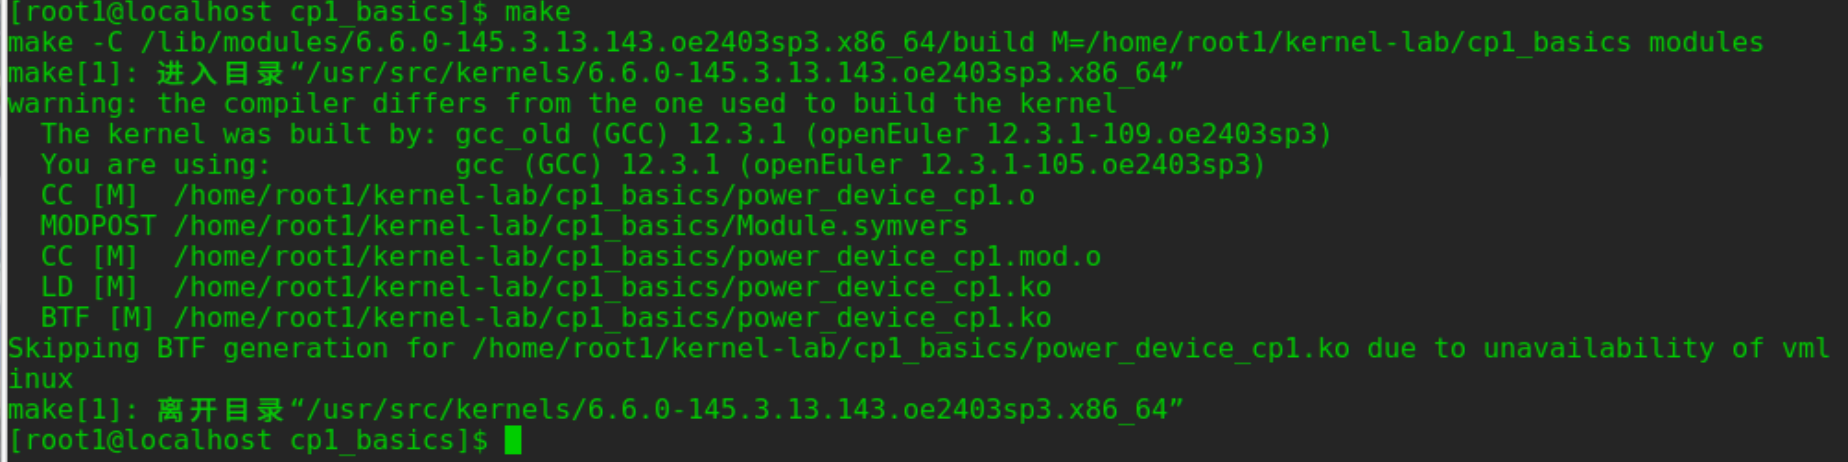 [root1@localhost cp1_basics]$ make
make -C /lib/modules/6.6.0-145.3.13.143.oe2403sp3.x86_64/build M=/home/root1/kernel-lab/cp1_basics modules
make[1]: 进入目录“/usr/src/kernels/6.6.0-145.3.13.143.oe2403sp3.x86_64”
warning: the compiler differs from the one used to build the kernel
  The kernel was built by: gcc_old (GCC) 12.3.1 (openEuler 12.3.1-109.oe2403sp3)
  You are using:           gcc (GCC) 12.3.1 (openEuler 12.3.1-105.oe2403sp3)
  CC [M]  /home/root1/kernel-lab/cp1_basics/power_device_cp1.o
  MODPOST /home/root1/kernel-lab/cp1_basics/Module.symvers
  CC [M]  /home/root1/kernel-lab/cp1_basics/power_device_cp1.mod.o
  LD [M]  /home/root1/kernel-lab/cp1_basics/power_device_cp1.ko
  BTF [M] /home/root1/kernel-lab/cp1_basics/power_device_cp1.ko
Skipping BTF generation for /home/root1/kernel-lab/cp1_basics/power_device_cp1.ko due to unavailability of vml
inux
make[1]: 离开目录“/usr/src/kernels/6.6.0-145.3.13.143.oe2403sp3.x86_64”
[root1@localhost cp1_basics]$